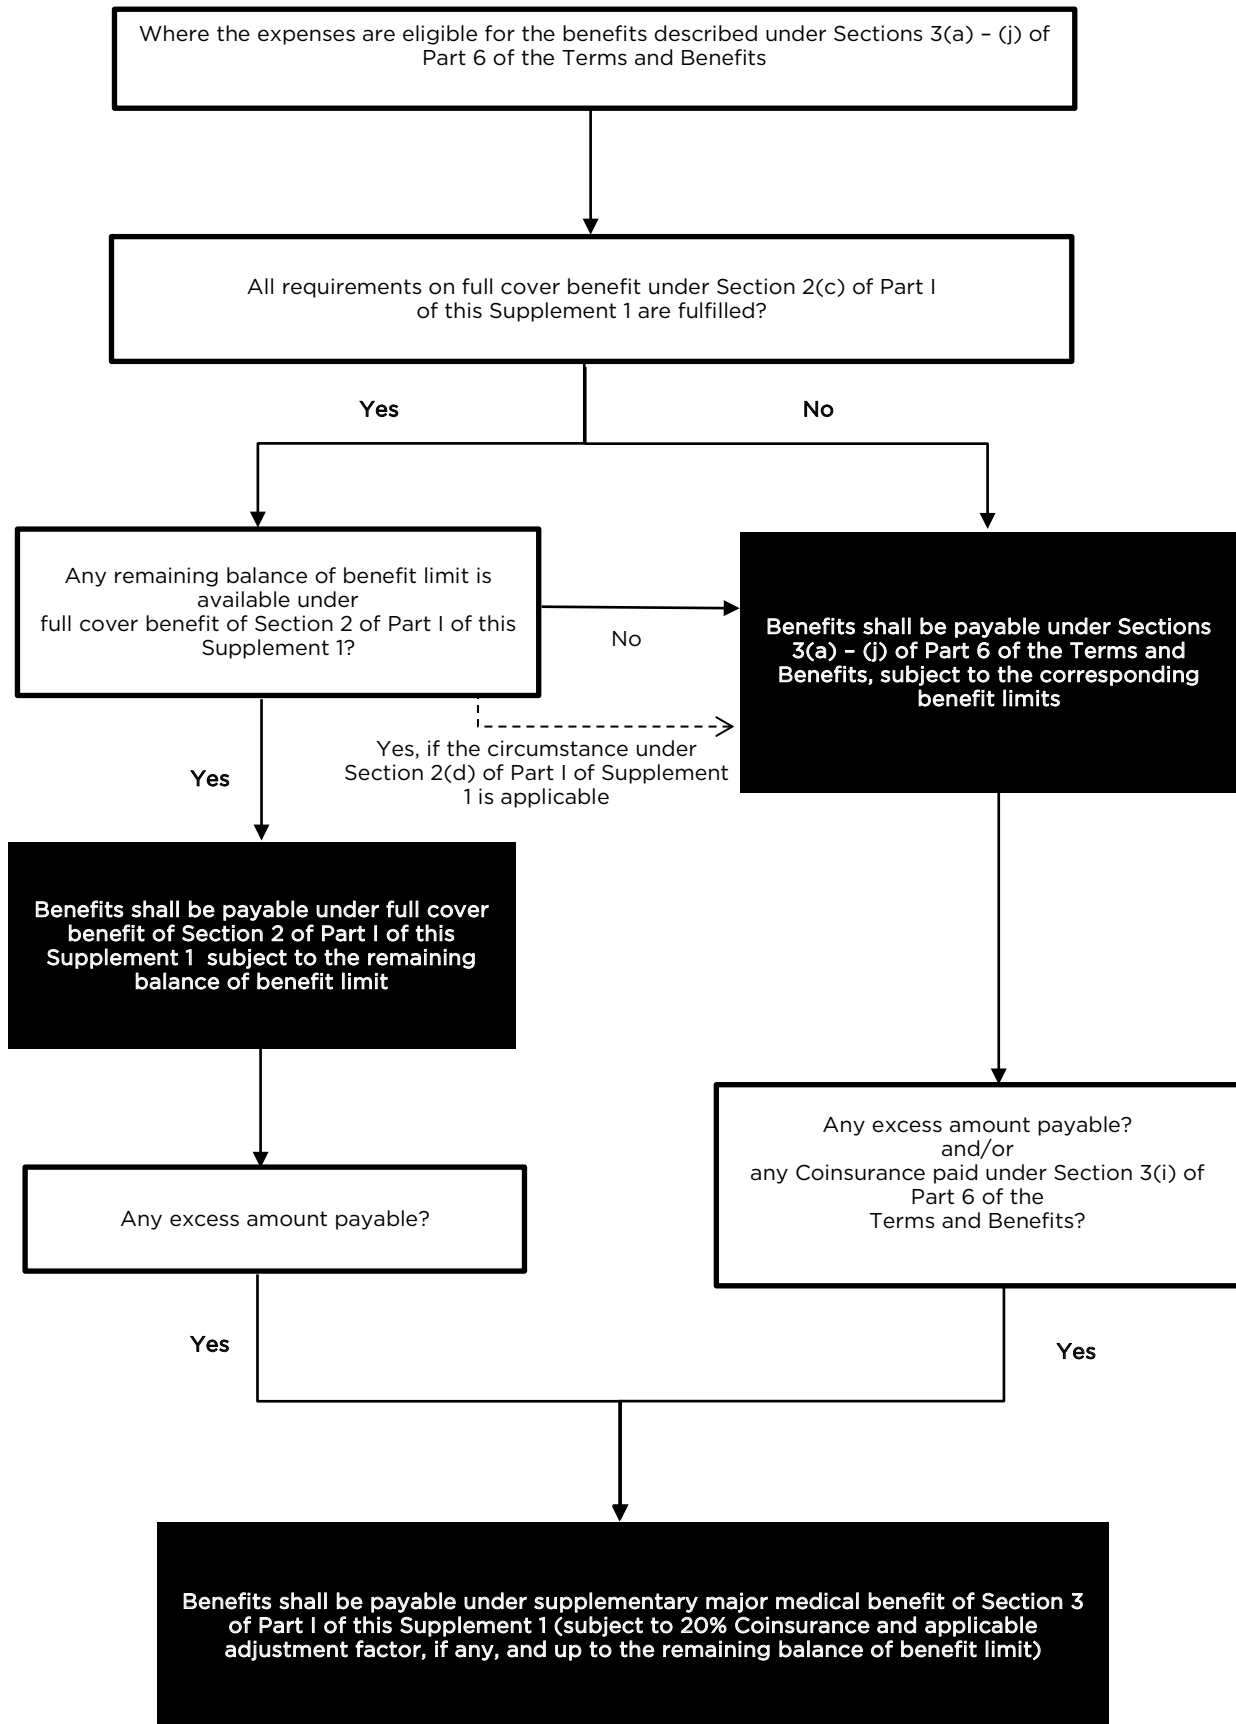 Where the expenses are eligible for the benefits described under Sections 3(a) – (j) of
Part 6 of the Terms and Benefits
All requirements on full cover benefit under Section 2(c) of Part I
of this Supplement 1 are fulfilled?
Yes
No
Any remaining balance of benefit limit is
available under
full cover benefit of Section 2 of Part I of this
Supplement 1?
No
Benefits shall be payable under Sections
3(a) – (j) of Part 6 of the Terms and
Benefits, subject to the corresponding
benefit limits
Yes, if the circumstance under
Section 2(d) of Part I of Supplement
1 is applicable
Yes
Benefits shall be payable under full cover
benefit of Section 2 of Part I of this
Supplement 1 subject to the remaining
balance of benefit limit
Any excess amount payable?
and/or
any Coinsurance paid under Section 3(i) of
Part 6 of the
Terms and Benefits?
Any excess amount payable?
Yes
Yes
Benefits shall be payable under supplementary major medical benefit of Section 3
of Part I of this Supplement 1 (subject to 20% Coinsurance and applicable
adjustment factor, if any, and up to the remaining balance of benefit limit)